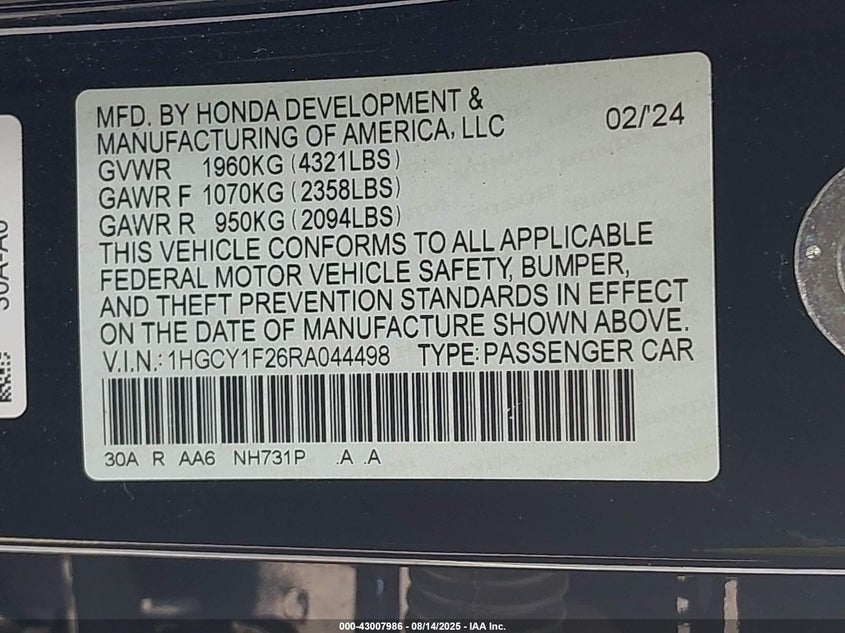 MFD. BY HONDA DEVELOPMENT &
MANUFACTURING OF AMERICA, LLC
02/'24
GVWR 1960KG (4321LBS)
GAWR F 1070KG (2358LBS)
GAWR R 950KG (2094LBS)
THIS VEHICLE CONFORMS TO ALL APPLICABLE
FEDERAL MOTOR VEHICLE SAFETY, BUMPER,
AND THEFT PREVENTION STANDARDS IN EFFECT
ON THE DATE OF MANUFACTURE SHOWN ABOVE.
V.I.N.: 1HGCY1F26RA044498 TYPE: PASSENGER CAR
30A R AA6 NH731P .A .A
000-43007986 - 08/14/2025 - IAA Inc.